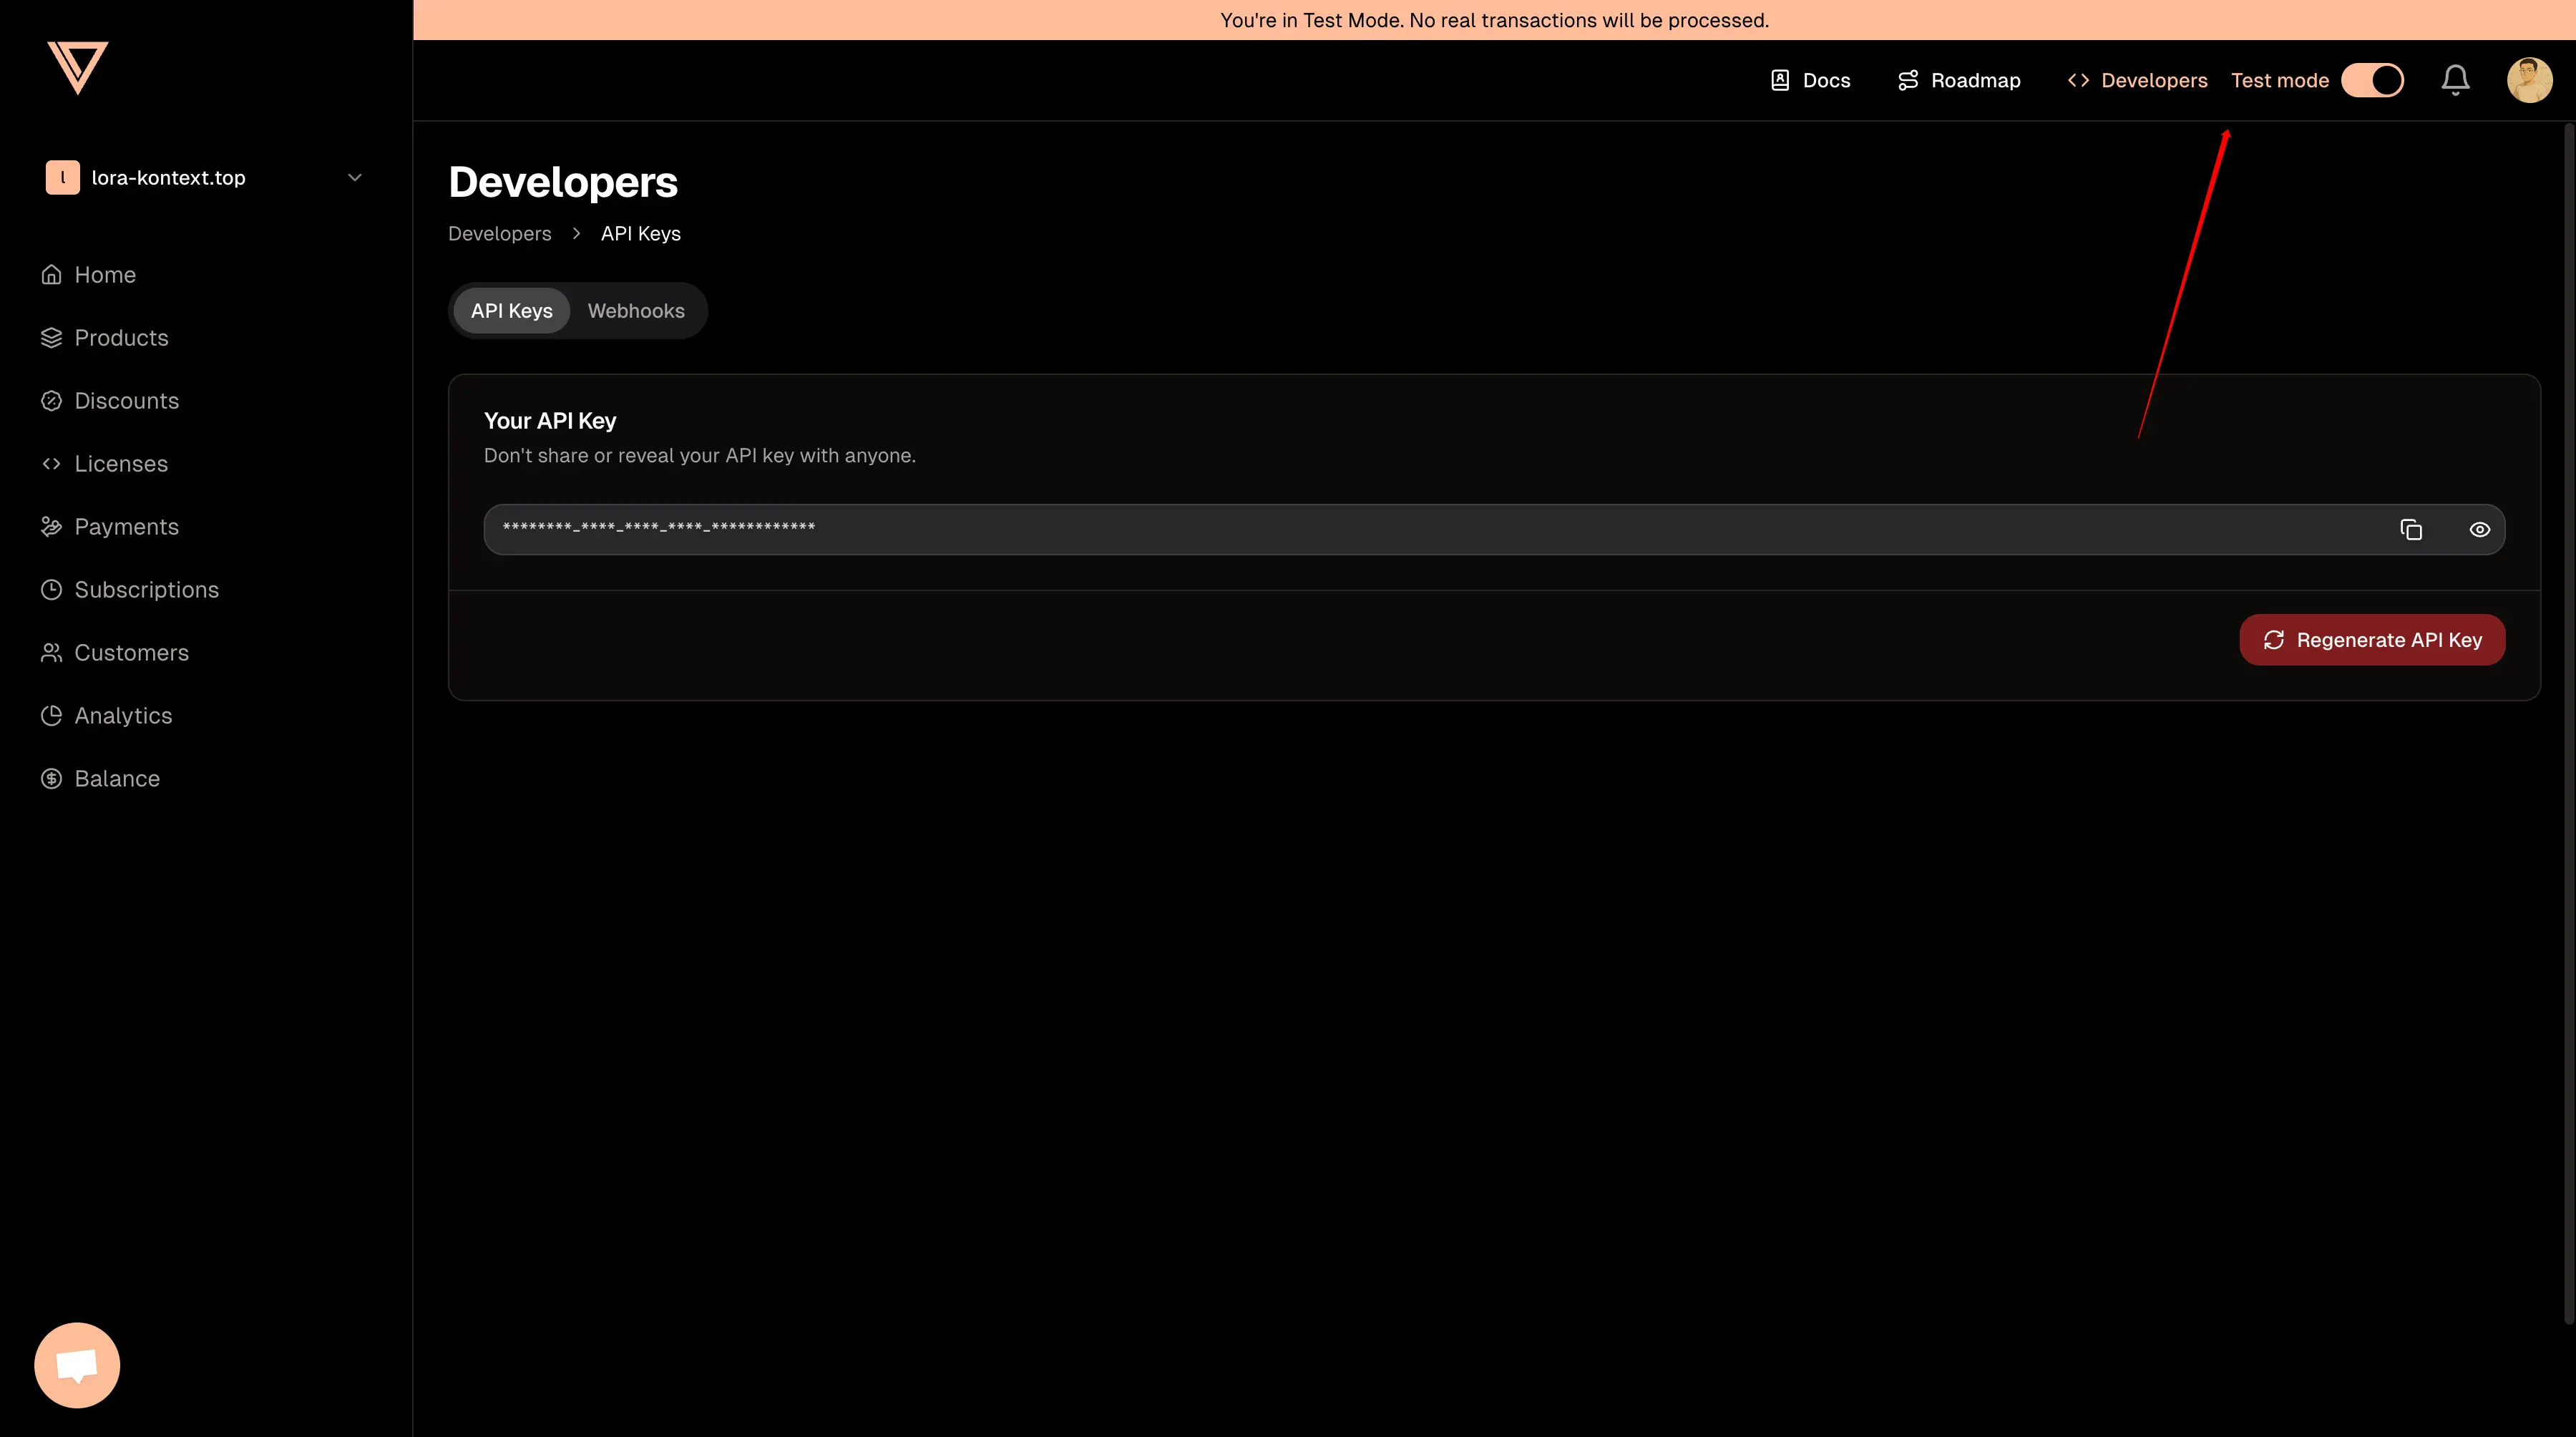 You're in Test Mode. No real transactions will be processed.
Docs
Roadmap
Developers
Test mode
l
lora-kontext.top
Home
Products
Discounts
Licenses
Payments
Subscriptions
Customers
Analytics
Balance
Developers
Developers > API Keys
API Keys
Webhooks
Your API Key
Don't share or reveal your API key with anyone.
********-****-****-****-************
Regenerate API Key